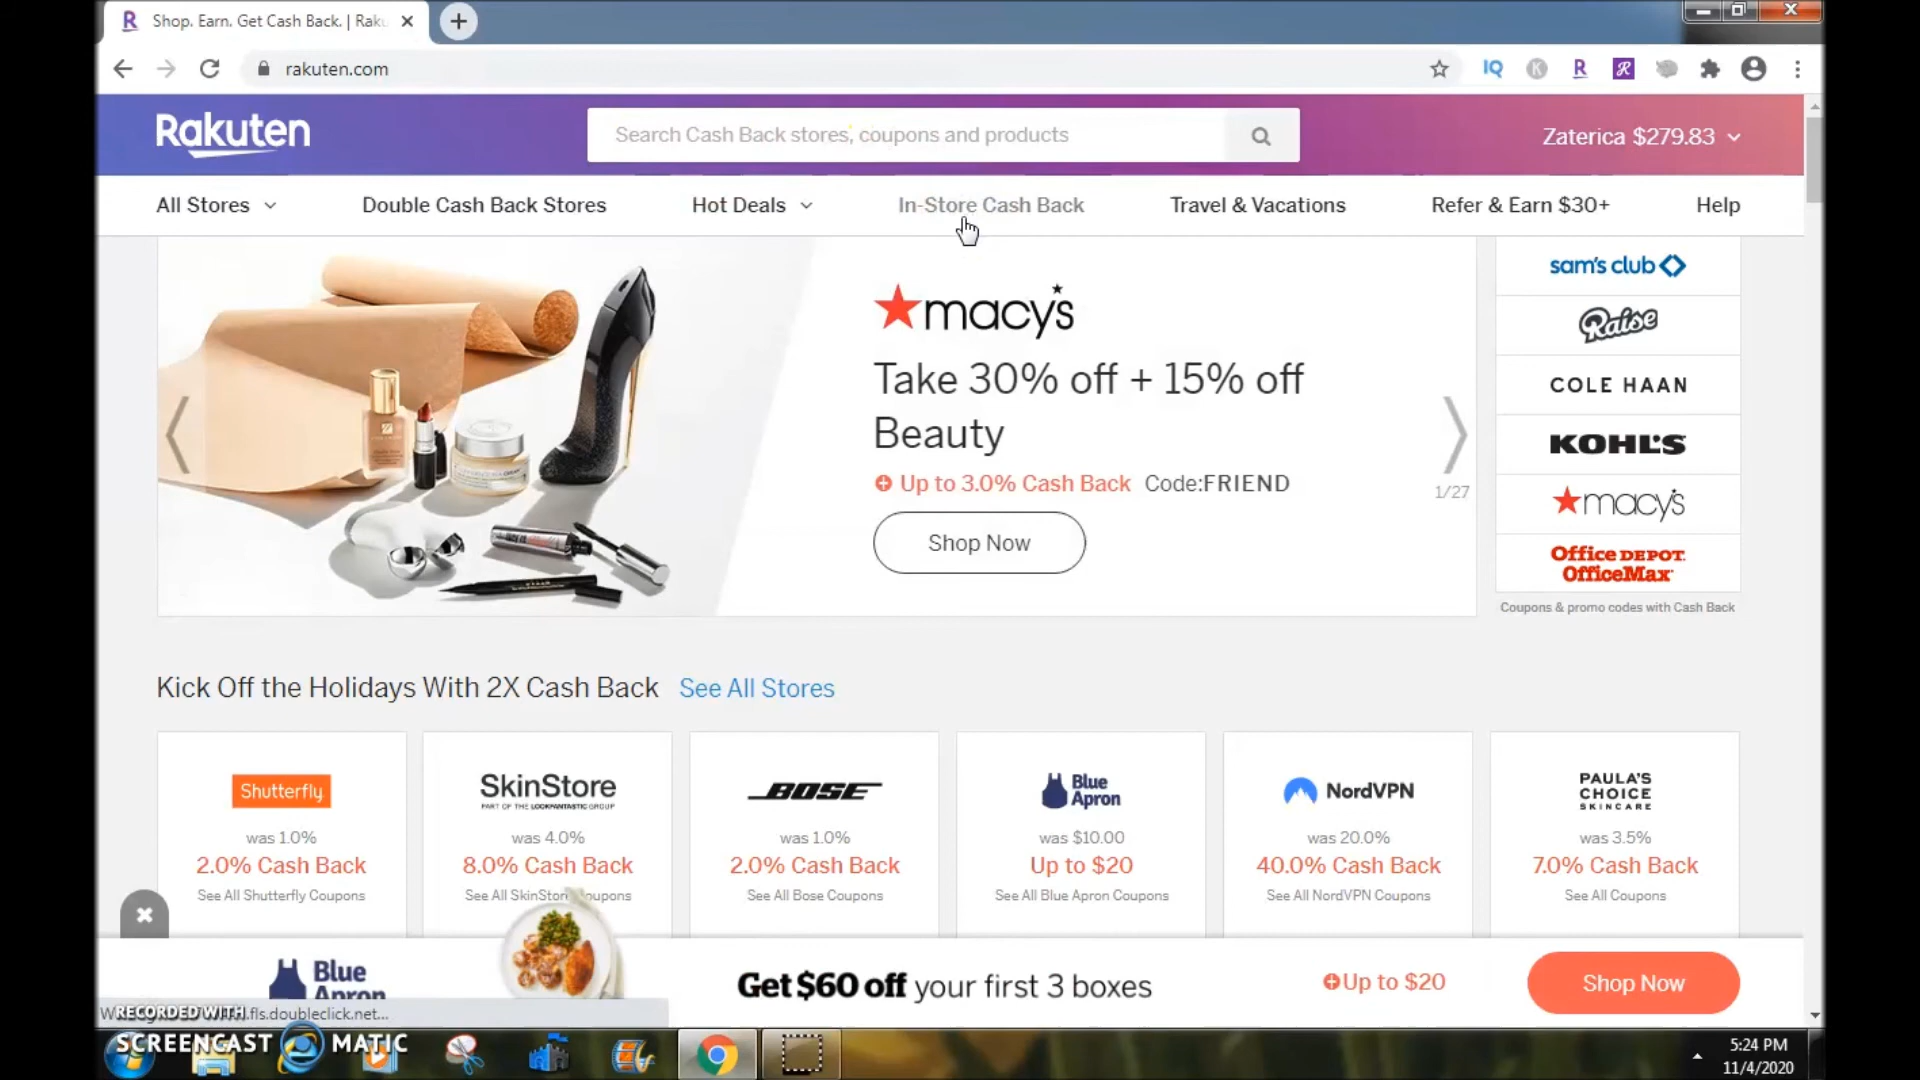 Shop. Earn. Get Cash Back. | Raku
rakuten.com
IQ
Rakuten
Search Cash Back stores, coupons and products
Zaterica $279.83
All Stores
Double Cash Back Stores
Hot Deals
In-Store Cash Back
Travel & Vacations
Refer & Earn $30+
Help
macy's
Take 30% off + 15% off
Beauty
Up to 3.0% Cash Back Code:FRIEND
Shop Now
1/27
sam's club
Raise
COLE HAAN
KOHL'S
macy's
Office DEPOT
OfficeMax
Coupons & promo codes with Cash Back
Kick Off the Holidays With 2X Cash Back See All Stores
Shutterfly
was 1.0%
2.0% Cash Back
See All Shutterfly Coupons
SkinStore
PART OF THE LOOKFANTASTIC GROUP
was 4.0%
8.0% Cash Back
See All SkinStore
BOSE
was 1.0%
2.0% Cash Back
See All Bose Coupons
Blue
Apron
was $10.00
Up to $20
See All Blue Apron Coupons
NordVPN
was 20.0%
40.0% Cash Back
See All NordVPN Coupons
PAULA'S
CHOICE
SKINCARE
was 3.5%
7.0% Cash Back
See All Coupons
Blue
Apron
Get $60 off your first 3 boxes
Up to $20
Shop Now
RECORDED WITH
.fls.doubleclick.net...
SCREENCAST MATIC
5:24 PM
11/4/2020